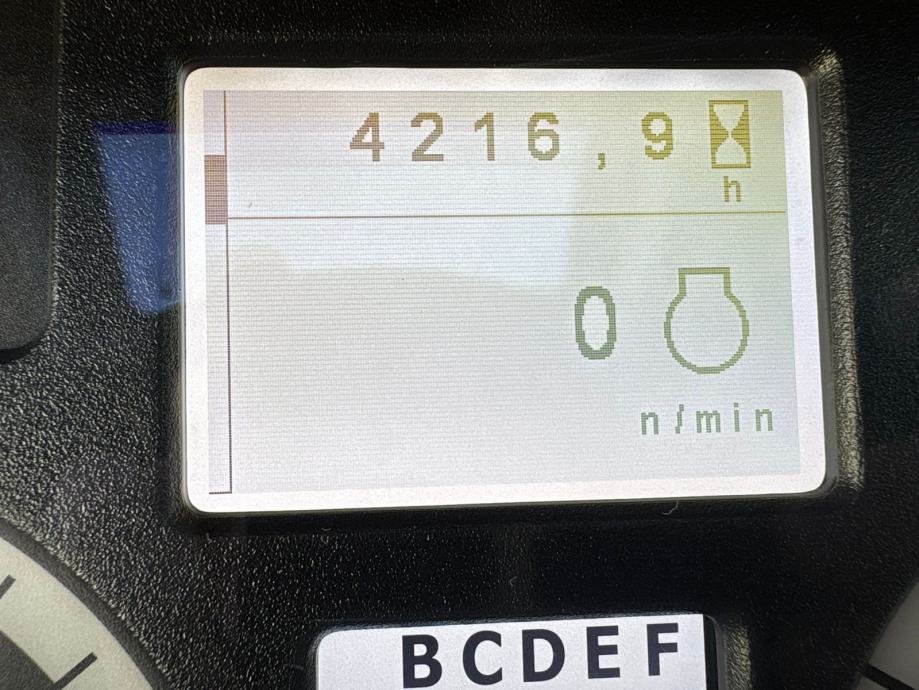 4216,9
h
0
n/min
BCDEF